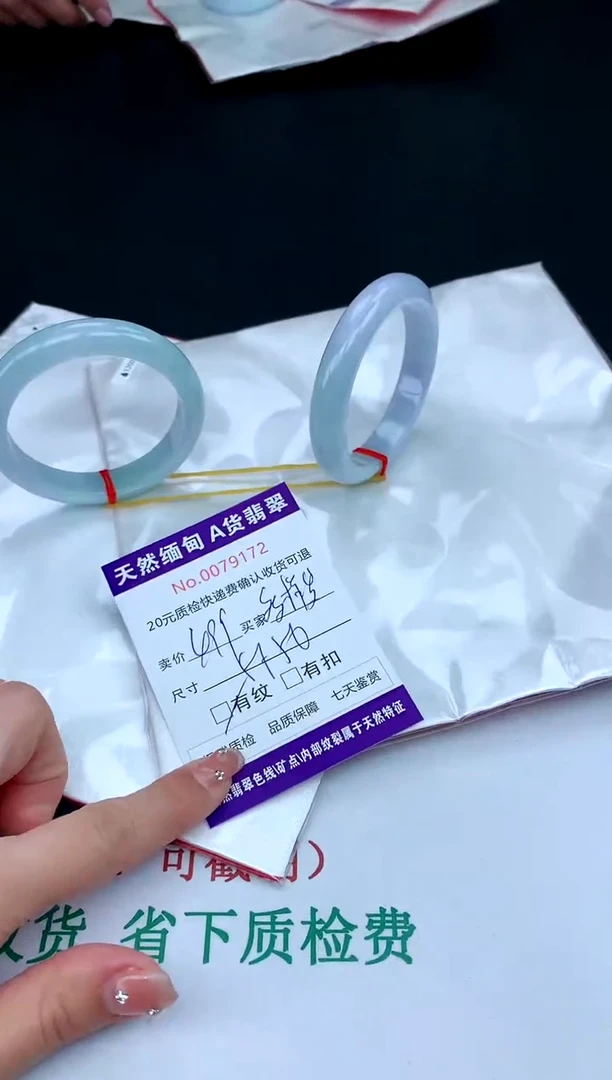 天然缅甸 A货翡翠
No.0079172
20元质检快递费确认收货可退
卖价 买家
尺寸
□有纹 □有扣
质检 品质保障 七天鉴赏
然翡翠色线\矿点\内部纹裂属于天然特征
可截
货 省下质检费